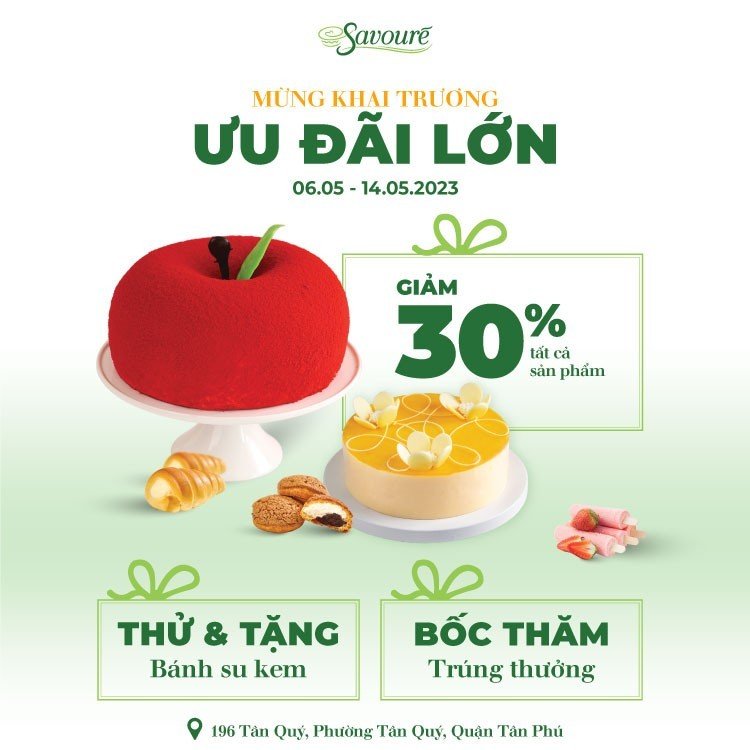 Savouré
MỪNG KHAI TRƯƠNG
ƯU ĐÃI LỚN
06.05 - 14.05.2023
GIẢM
30%
tất cả
sản phẩm
THỬ & TẶNG
Bánh su kem
BỐC THĂM
Trúng thưởng
196 Tân Quý, Phường Tân Quý, Quận Tân Phú